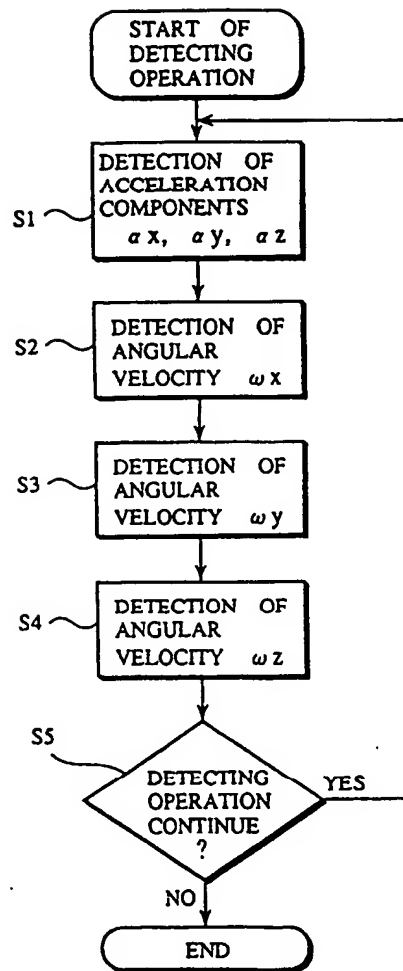 START OF
DETECTING
OPERATION
DETECTION OF
ACCELERATION
COMPONENTS
α x, α y, α z
S1
DETECTION OF
ANGULAR
VELOCITY ω x
S2
DETECTION OF
ANGULAR
VELOCITY ω y
S3
DETECTION OF
ANGULAR
VELOCITY ω z
S4
S5
DETECTING
OPERATION
CONTINUE
?
YES
NO
END